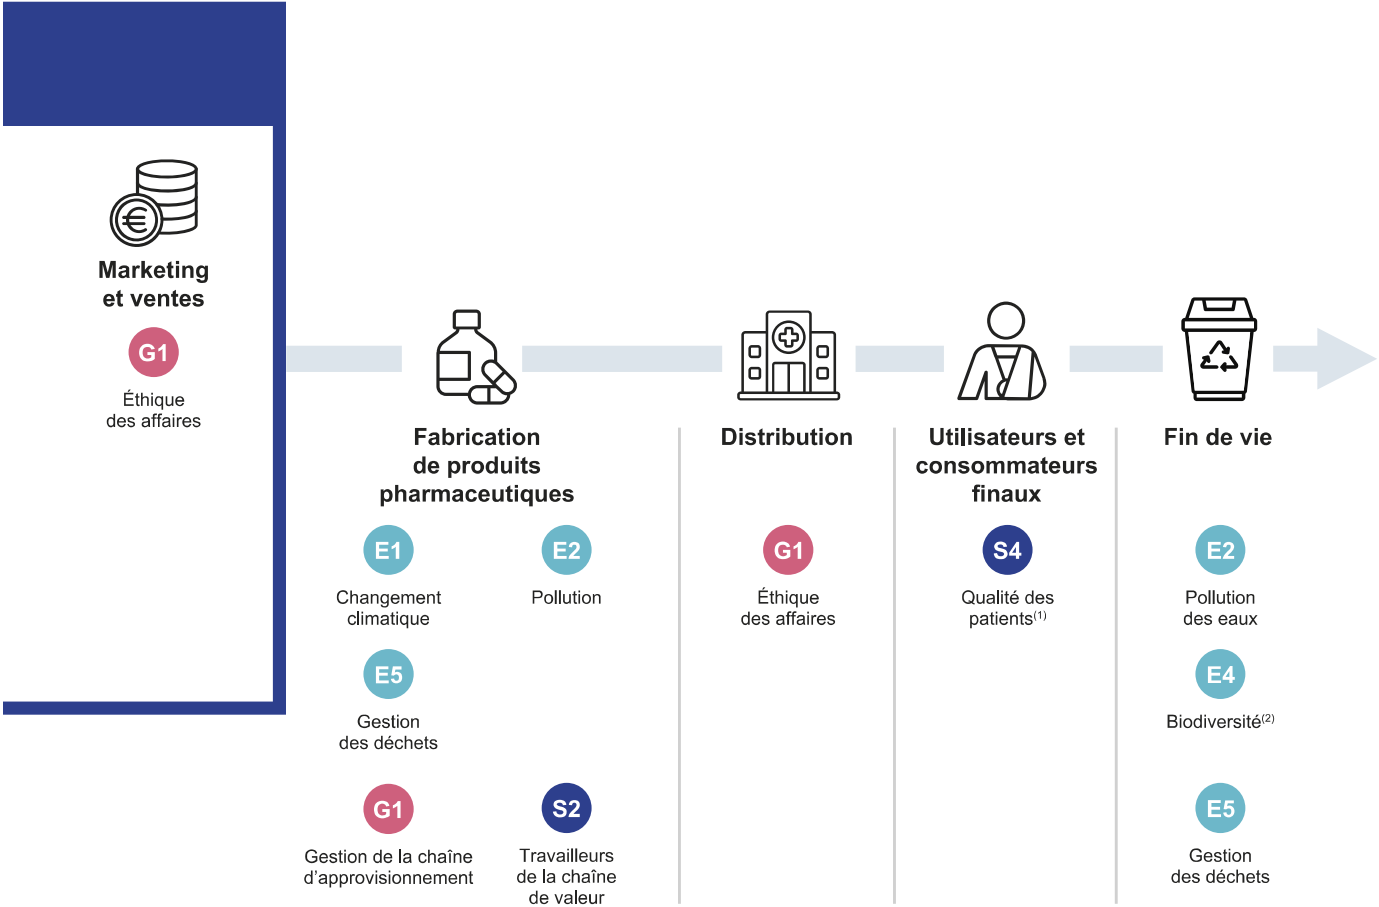 Marketing
et ventes
G1
Éthique
des affaires
Fabrication
de produits
pharmaceutiques
E1
Changement
climatique
E2
Pollution
E5
Gestion
des déchets
G1
Gestion de la chaîne
d'approvisionnement
S2
Travailleurs
de la chaîne
de valeur
Distribution
G1
Éthique
des affaires
Utilisateurs et
consommateurs
finaux
S4
Qualité des
patients(1)
Fin de vie
E2
Pollution
des eaux
E4
Biodiversité(2)
E5
Gestion
des déchets